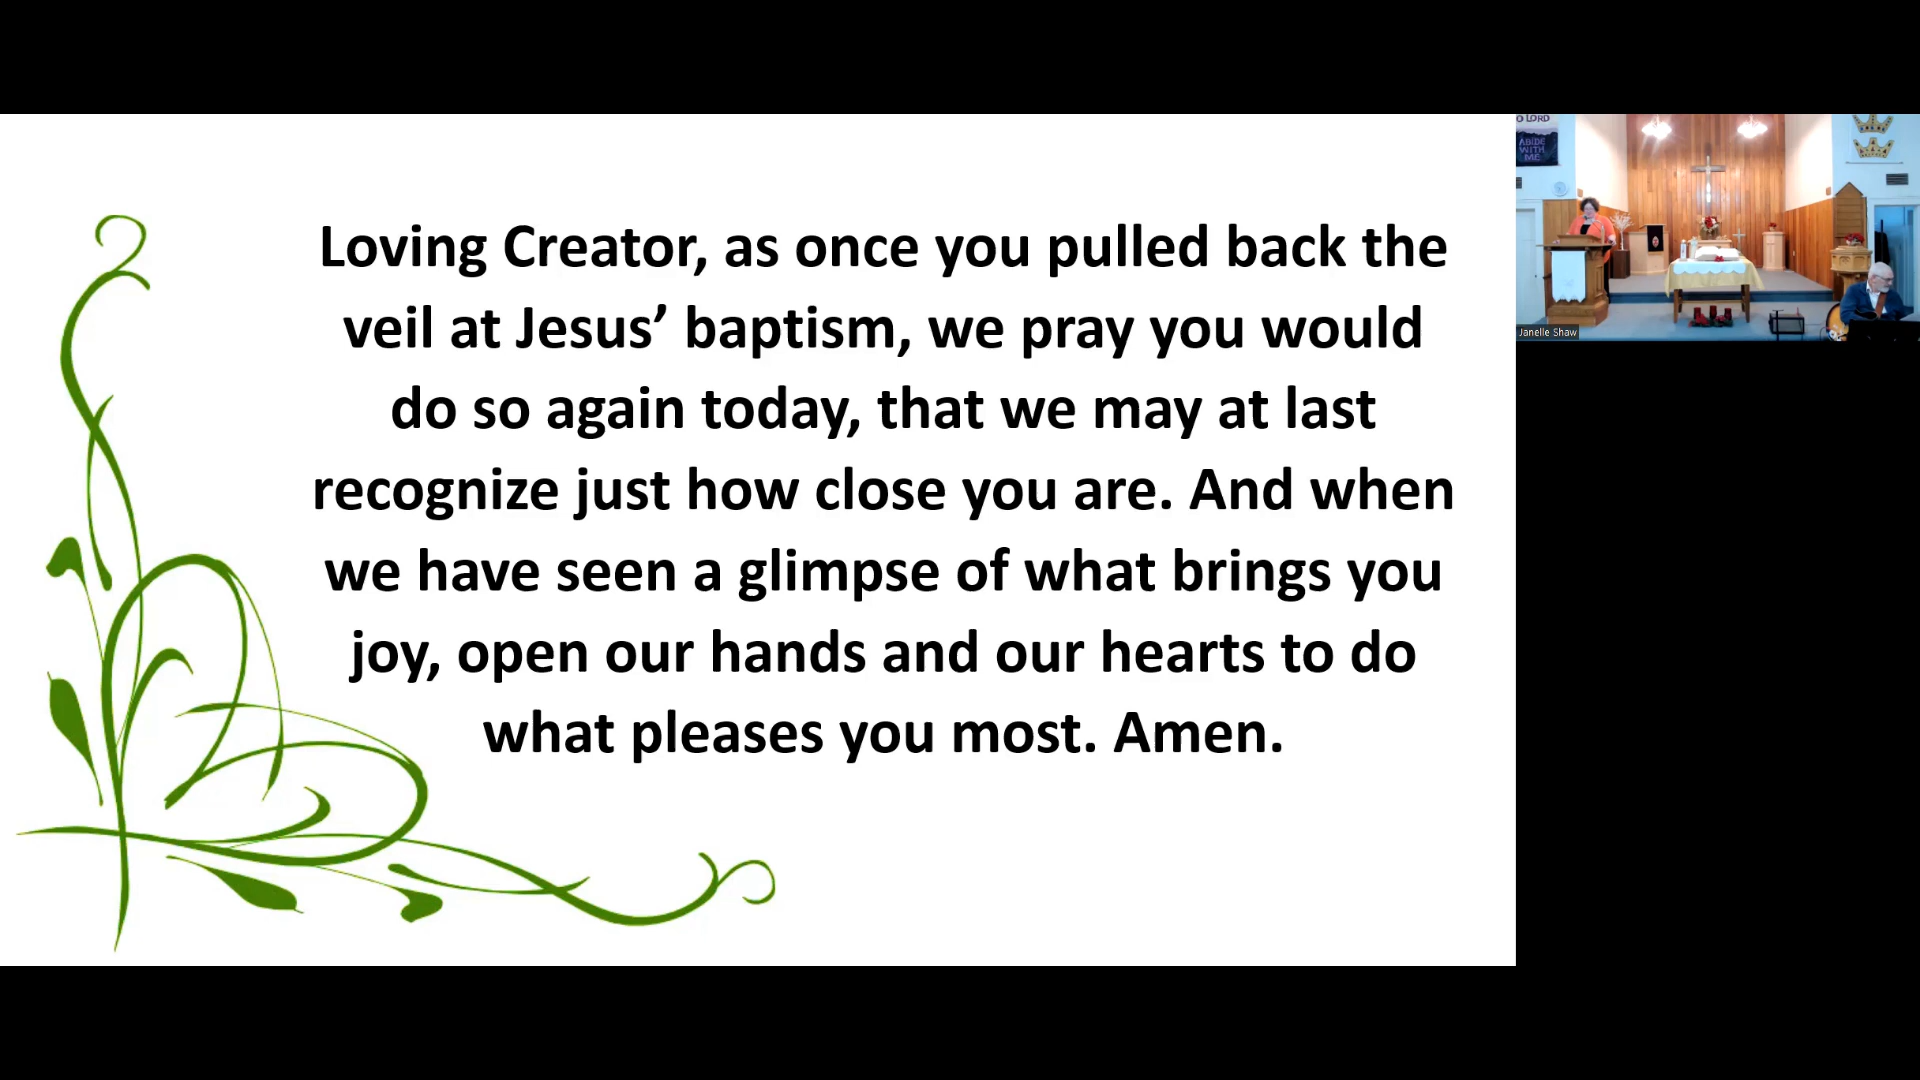 Loving Creator, as once you pulled back the
veil at Jesus’ baptism, we pray you would
do so again today, that we may at last
recognize just how close you are. And when
we have seen a glimpse of what brings you
joy, open our hands and our hearts to do
what pleases you most. Amen.
O LORD
ABIDE
WITH
ME
Janelle Shaw